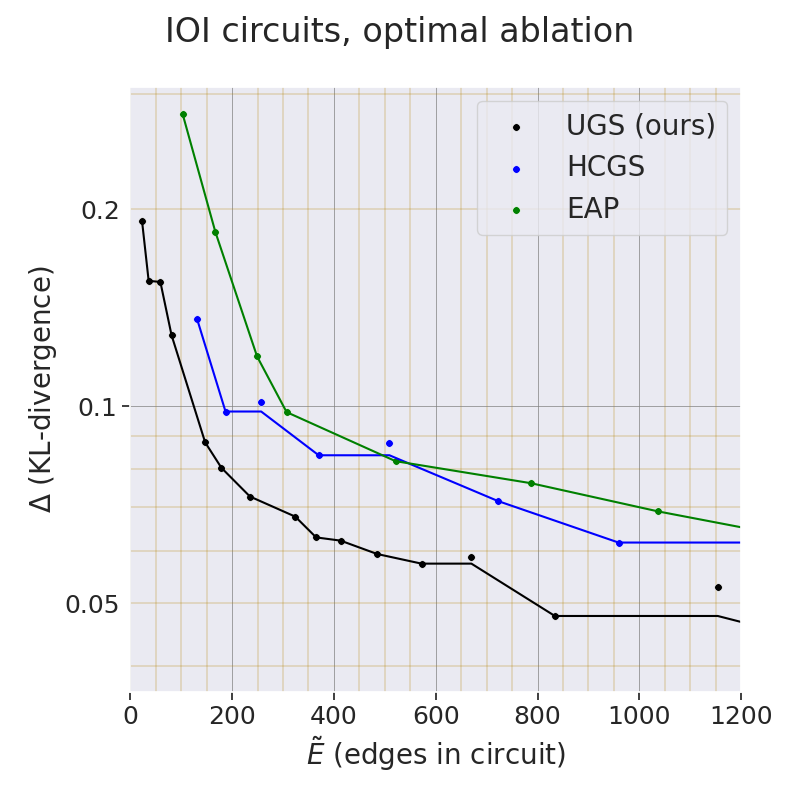 IOI circuits, optimal ablation
UGS (ours)
HCGS
EAP
Δ (KL-divergence)
0.2
0.1
0.05
0
200
400
600
800
1000
1200
Ẽ (edges in circuit)